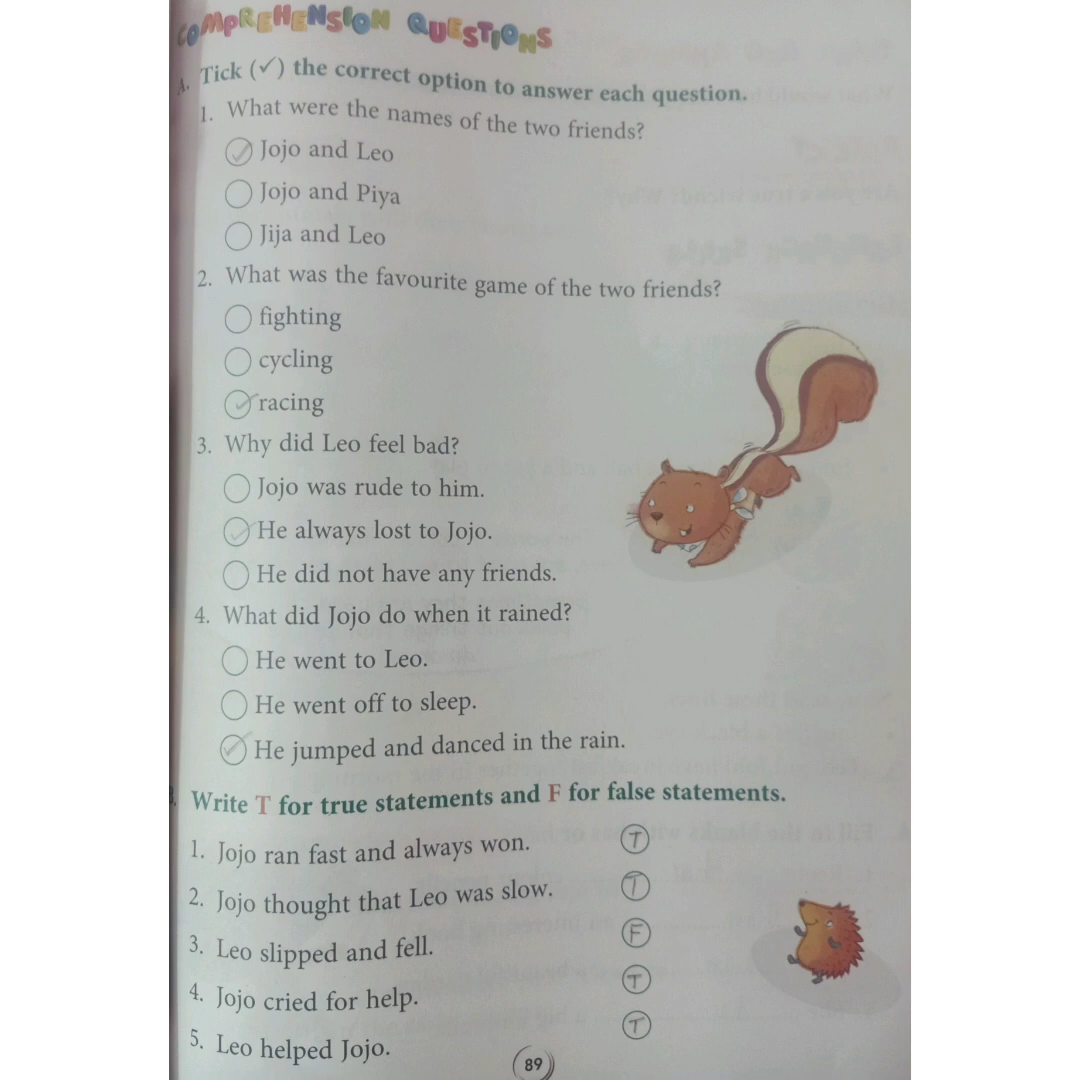 COMPREHENSION QUESTIONS
A. Tick (✓) the correct option to answer each question.
1. What were the names of the two friends?
✓ Jojo and Leo
Jojo and Piya
Jija and Leo
2. What was the favourite game of the two friends?
fighting
cycling
✓ racing
3. Why did Leo feel bad?
Jojo was rude to him.
✓ He always lost to Jojo.
He did not have any friends.
4. What did Jojo do when it rained?
He went to Leo.
He went off to sleep.
✓ He jumped and danced in the rain.
B. Write T for true statements and F for false statements.
1. Jojo ran fast and always won. T
2. Jojo thought that Leo was slow. T
3. Leo slipped and fell. F
4. Jojo cried for help. T
5. Leo helped Jojo. T
89